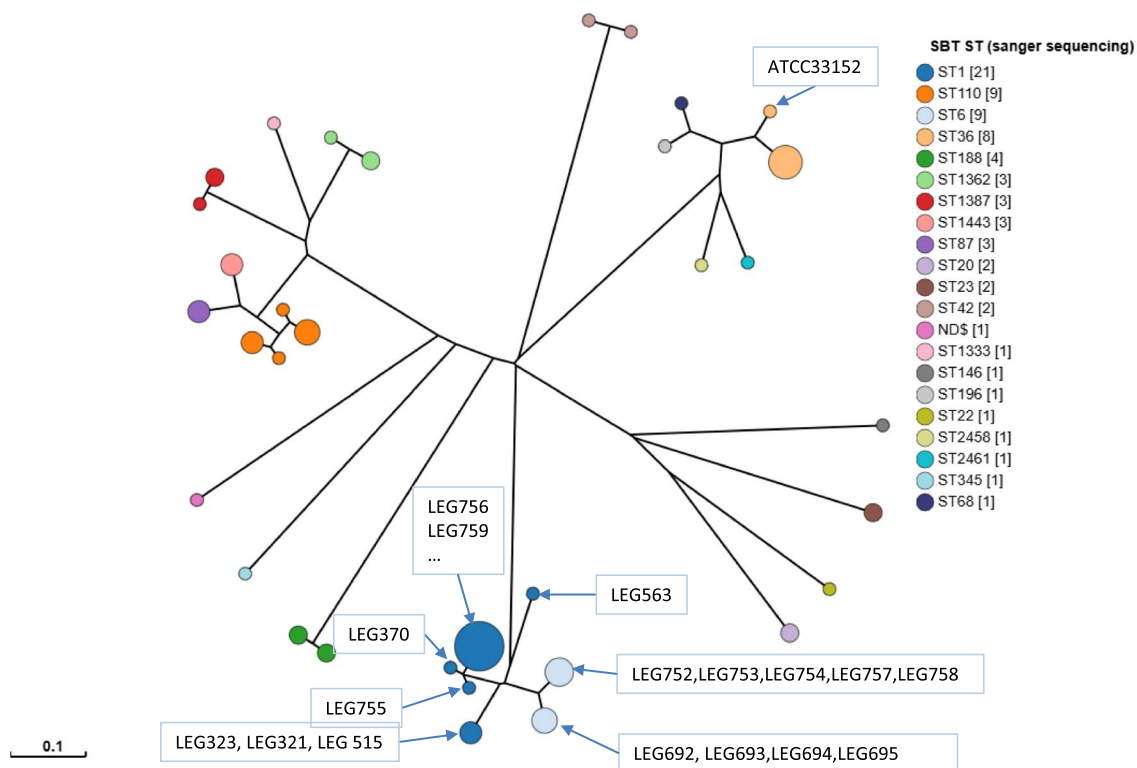 SBT ST (sanger sequencing)
ST1 [21]
ST110 [9]
ST6 [9]
ST36 [8]
ST188 [4]
ST1362 [3]
ST1387 [3]
ST1443 [3]
ST87 [3]
ST20 [2]
ST23 [2]
ST42 [2]
ND$ [1]
ST1333 [1]
ST146 [1]
ST196 [1]
ST22 [1]
ST2458 [1]
ST2461 [1]
ST345 [1]
ST68 [1]
ATCC33152
LEG756
LEG759
...
LEG563
LEG370
LEG752,LEG753,LEG754,LEG757,LEG758
LEG755
LEG323, LEG321, LEG 515
LEG692, LEG693,LEG694,LEG695
0.1